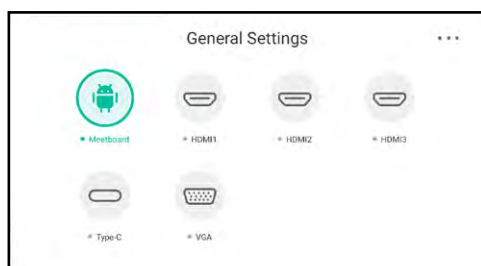 General Settings
Meetboard
HDMI1
HDMI2
HDMI3
Type-C
VGA